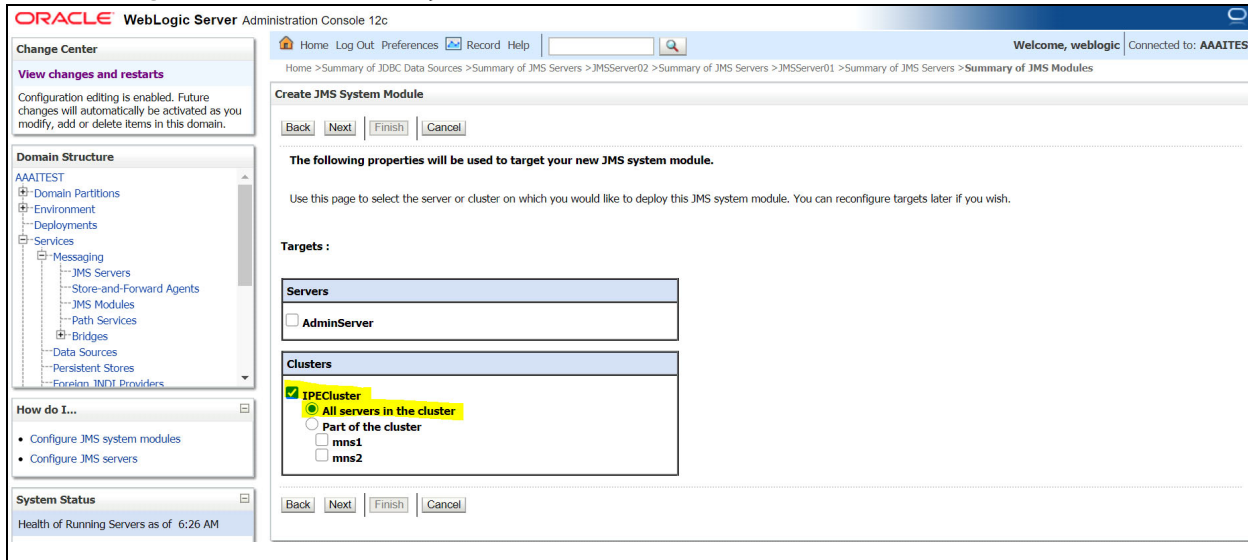 ORACLE WebLogic Server Administration Console 12c
Change Center
View changes and restarts
Configuration editing is enabled. Future
changes will automatically be activated as you
modify, add or delete items in this domain.
Domain Structure
AAAITEST
Domain Partitions
Environment
Deployments
Services
Messaging
JMS Servers
Store-and-Forward Agents
JMS Modules
Path Services
Bridges
Data Sources
Persistent Stores
Foreign JNDI Providers
How do I...
Configure JMS system modules
Configure JMS servers
System Status
Health of Running Servers as of 6:26 AM
Home Log Out Preferences Record Help
Welcome, weblogic Connected to: AAAITES
Home >Summary of JDBC Data Sources >Summary of JMS Servers >JMSServer02 >Summary of JMS Servers >JMSServer01 >Summary of JMS Servers >Summary of JMS Modules
Create JMS System Module
Back Next Finish Cancel
The following properties will be used to target your new JMS system module.
Use this page to select the server or cluster on which you would like to deploy this JMS system module. You can reconfigure targets later if you wish.
Targets :
Servers
AdminServer
Clusters
IPECluster
All servers in the cluster
Part of the cluster
mns1
mns2
Back Next Finish Cancel